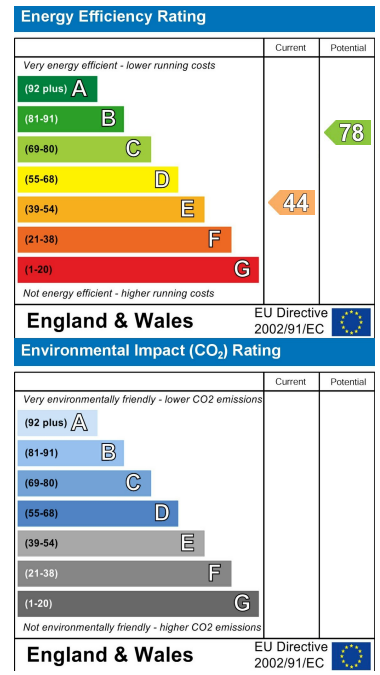 Energy Efficiency Rating
Current Potential
Very energy efficient - lower running costs
(92 plus) A
(81-91) B
(69-80) C
78
(55-68) D
(39-54) E
44
(21-38) F
(1-20) G
Not energy efficient - higher running costs
England & Wales
EU Directive
2002/91/EC
Environmental Impact (CO₂) Rating
Current Potential
Very environmentally friendly - lower CO2 emissions
(92 plus) A
(81-91) B
(69-80) C
(55-68) D
(39-54) E
(21-38) F
(1-20) G
Not environmentally friendly - higher CO2 emissions
England & Wales
EU Directive
2002/91/EC